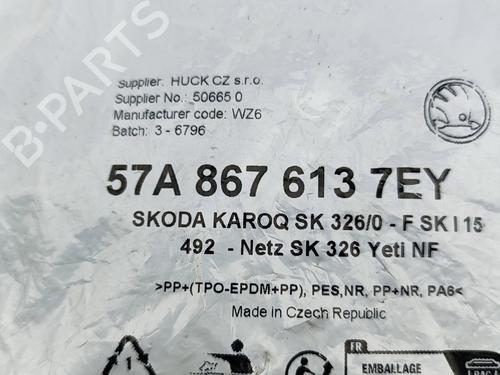 B-PARTS
Supplier: HUCK CZ s.r.o.
Supplier No.: 50665 0
Manufacturer code: WZ6
Batch: 3 - 6796
57A 867 613 7EY
SKODA KAROQ SK 326/0 - F SK I 15
492 - Netz SK 326 Yeti NF
>PP+(TPO-EPDM+PP), PES,NR, PP+NR, PA6<
Made in Czech Republic
1
FR
EMBALLAGE